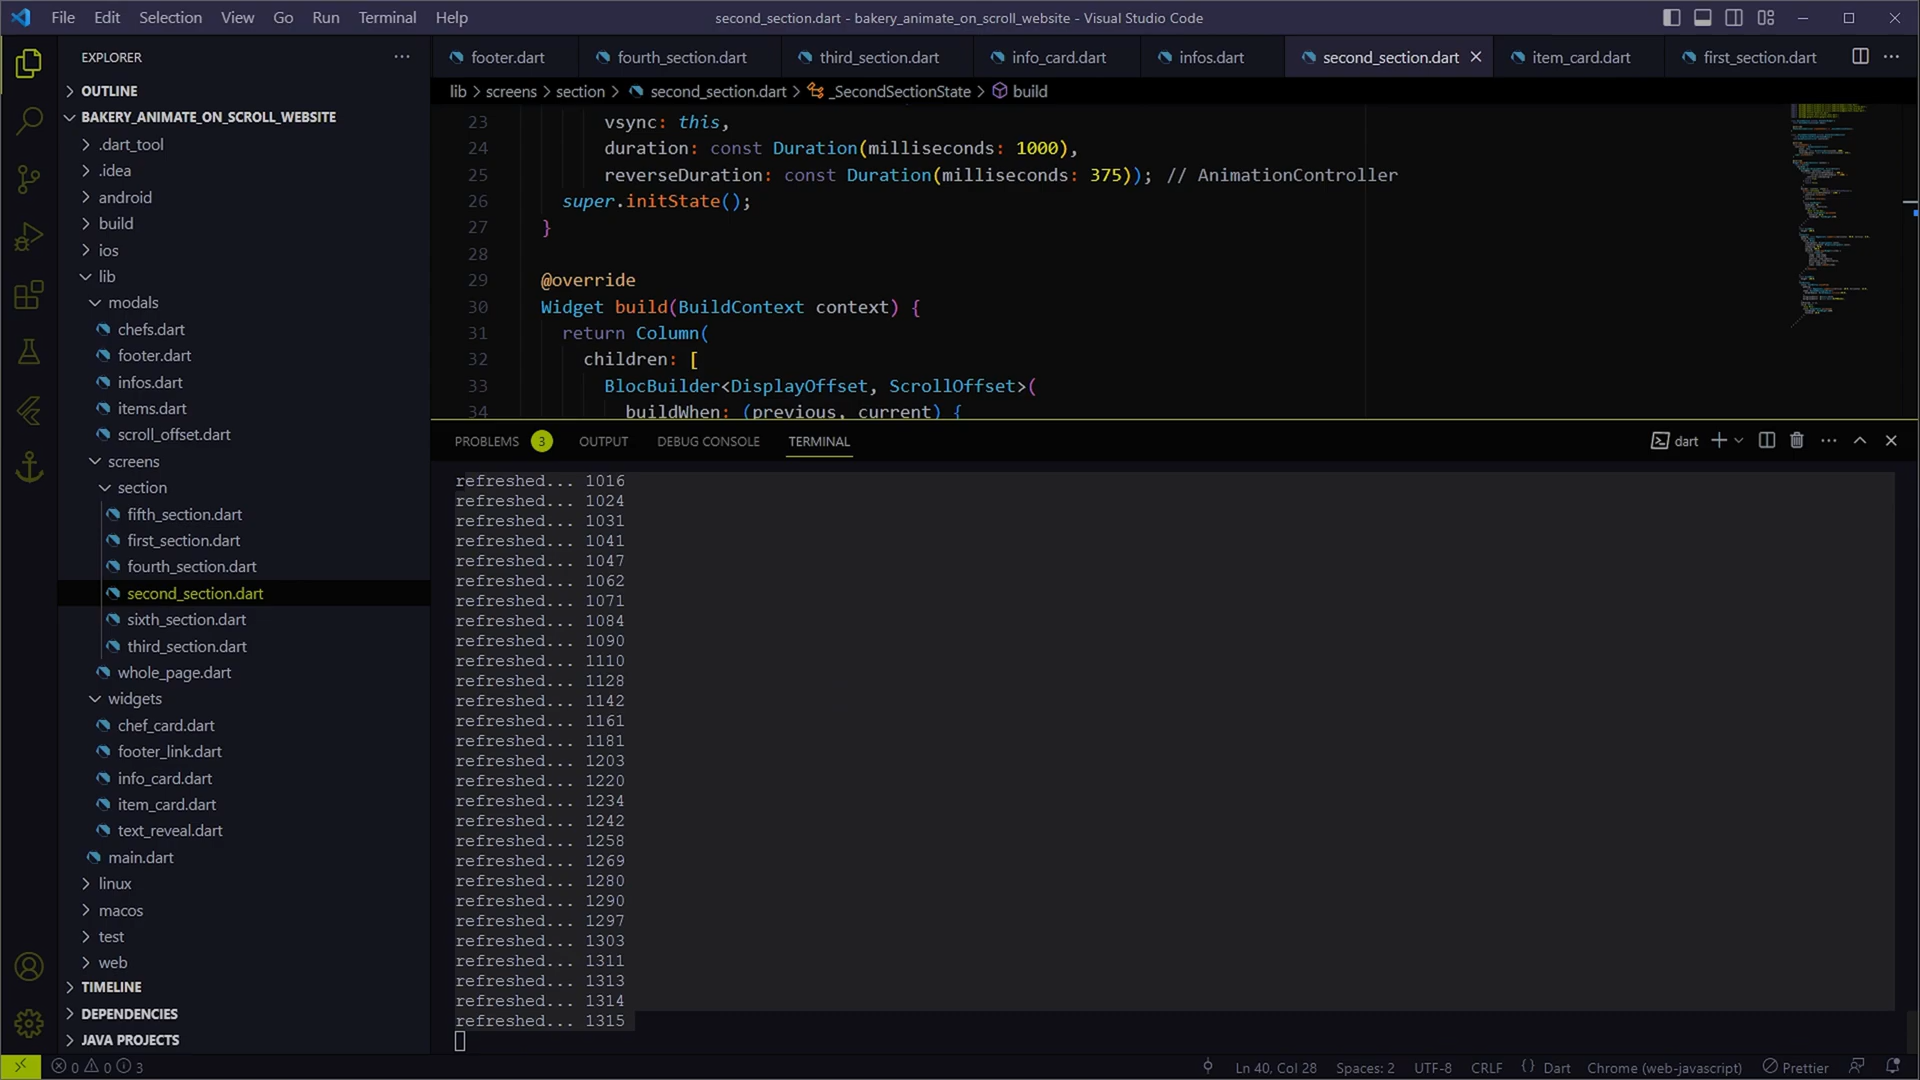 File Edit Selection View Go Run Terminal Help
second_section.dart - bakery_animate_on_scroll_website - Visual Studio Code
EXPLORER
OUTLINE
BAKERY_ANIMATE_ON_SCROLL_WEBSITE
.dart_tool
.idea
android
build
ios
lib
modals
chefs.dart
footer.dart
infos.dart
items.dart
scroll_offset.dart
screens
section
fifth_section.dart
first_section.dart
fourth_section.dart
second_section.dart
sixth_section.dart
third_section.dart
whole_page.dart
widgets
chef_card.dart
footer_link.dart
info_card.dart
item_card.dart
text_reveal.dart
main.dart
linux
macos
test
web
TIMELINE
DEPENDENCIES
JAVA PROJECTS
footer.dart fourth_section.dart third_section.dart info_card.dart infos.dart second_section.dart item_card.dart first_section.dart
lib > screens > section > second_section.dart > _SecondSectionState > build
23 vsync: this,
24 duration: const Duration(milliseconds: 1000),
25 reverseDuration: const Duration(milliseconds: 375)); // AnimationController
26 super.initState();
27 }
28
29 @override
30 Widget build(BuildContext context) {
31 return Column(
32 children: [
33 BlocBuilder<DisplayOffset, ScrollOffset>(
34 buildWhen: (previous, current) {
PROBLEMS 3 OUTPUT DEBUG CONSOLE TERMINAL
dart
refreshed... 1016
refreshed... 1024
refreshed... 1031
refreshed... 1041
refreshed... 1047
refreshed... 1062
refreshed... 1071
refreshed... 1084
refreshed... 1090
refreshed... 1110
refreshed... 1128
refreshed... 1142
refreshed... 1161
refreshed... 1181
refreshed... 1203
refreshed... 1220
refreshed... 1234
refreshed... 1242
refreshed... 1258
refreshed... 1269
refreshed... 1280
refreshed... 1290
refreshed... 1297
refreshed... 1303
refreshed... 1311
refreshed... 1313
refreshed... 1314
refreshed... 1315
0 0 3
Ln 40, Col 28 Spaces: 2 UTF-8 CRLF { } Dart Chrome (web-javascript) Prettier